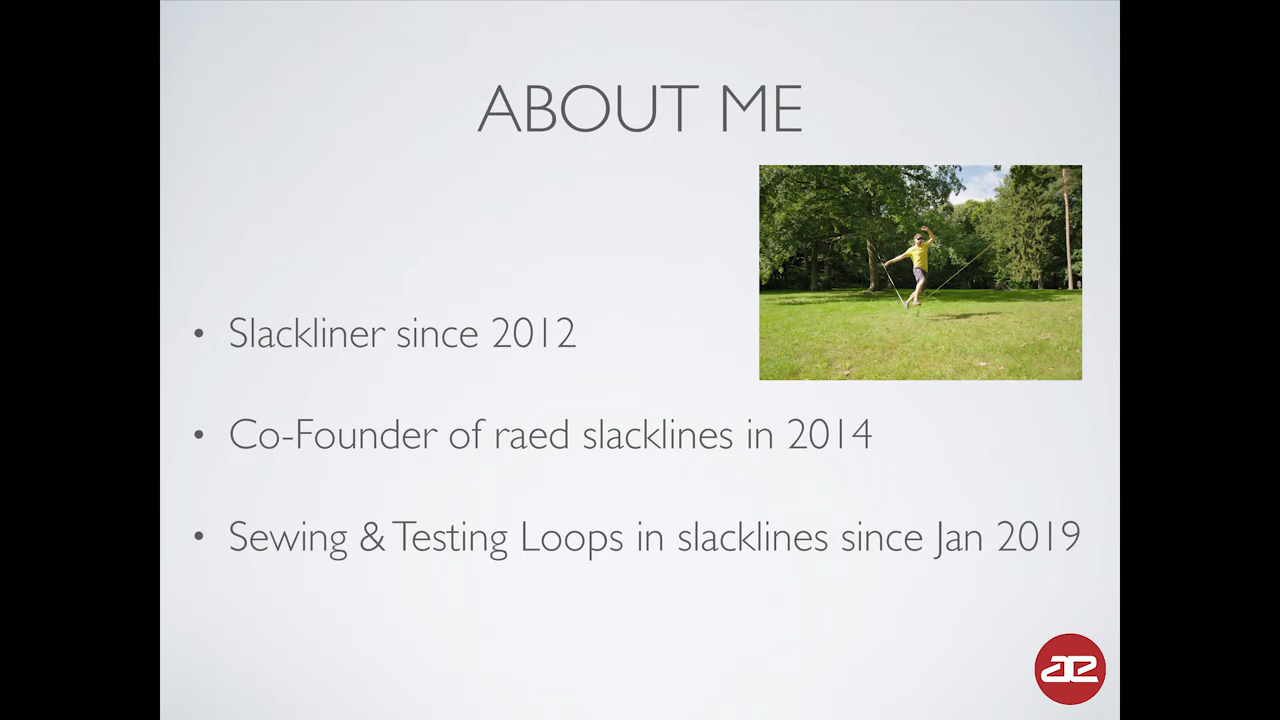 ABOUT ME
• Slackliner since 2012
• Co-Founder of raed slacklines in 2014
• Sewing & Testing Loops in slacklines since Jan 2019